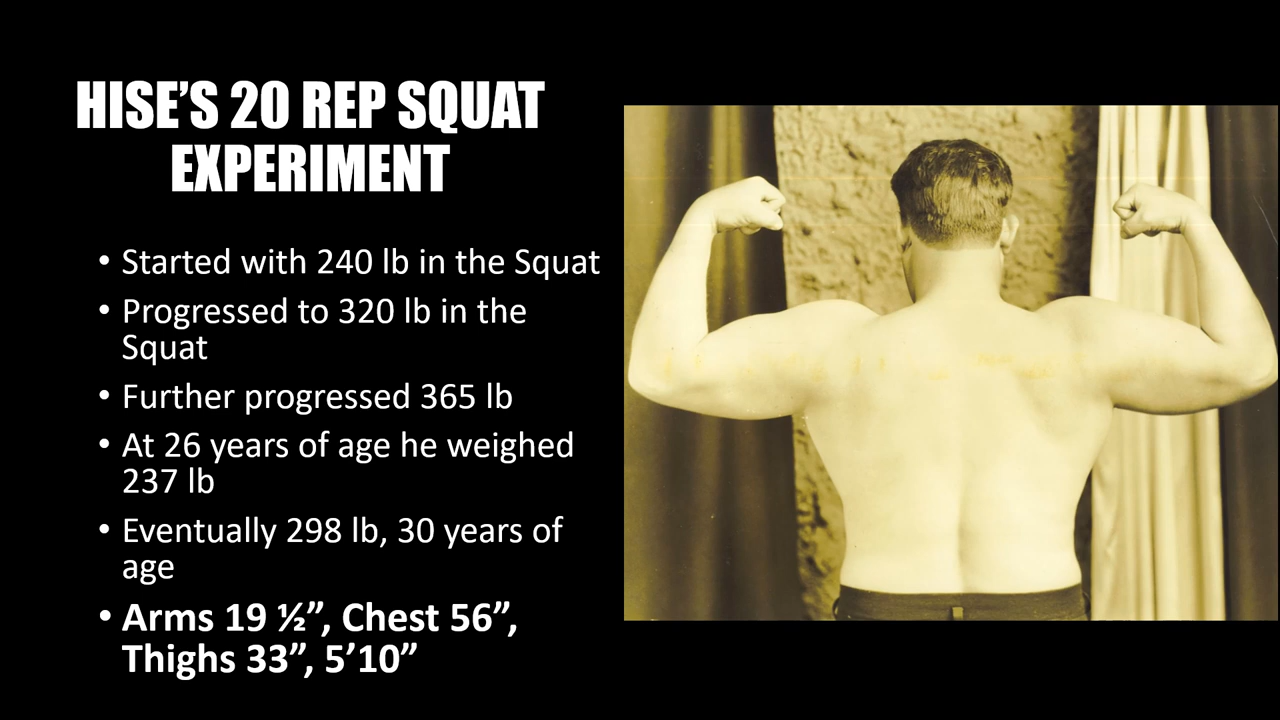 HISE’S 20 REP SQUAT
EXPERIMENT
• Started with 240 lb in the Squat
• Progressed to 320 lb in the
Squat
• Further progressed 365 lb
• At 26 years of age he weighed
237 lb
• Eventually 298 lb, 30 years of
age
• Arms 19 ½”, Chest 56”,
Thighs 33”, 5’10”